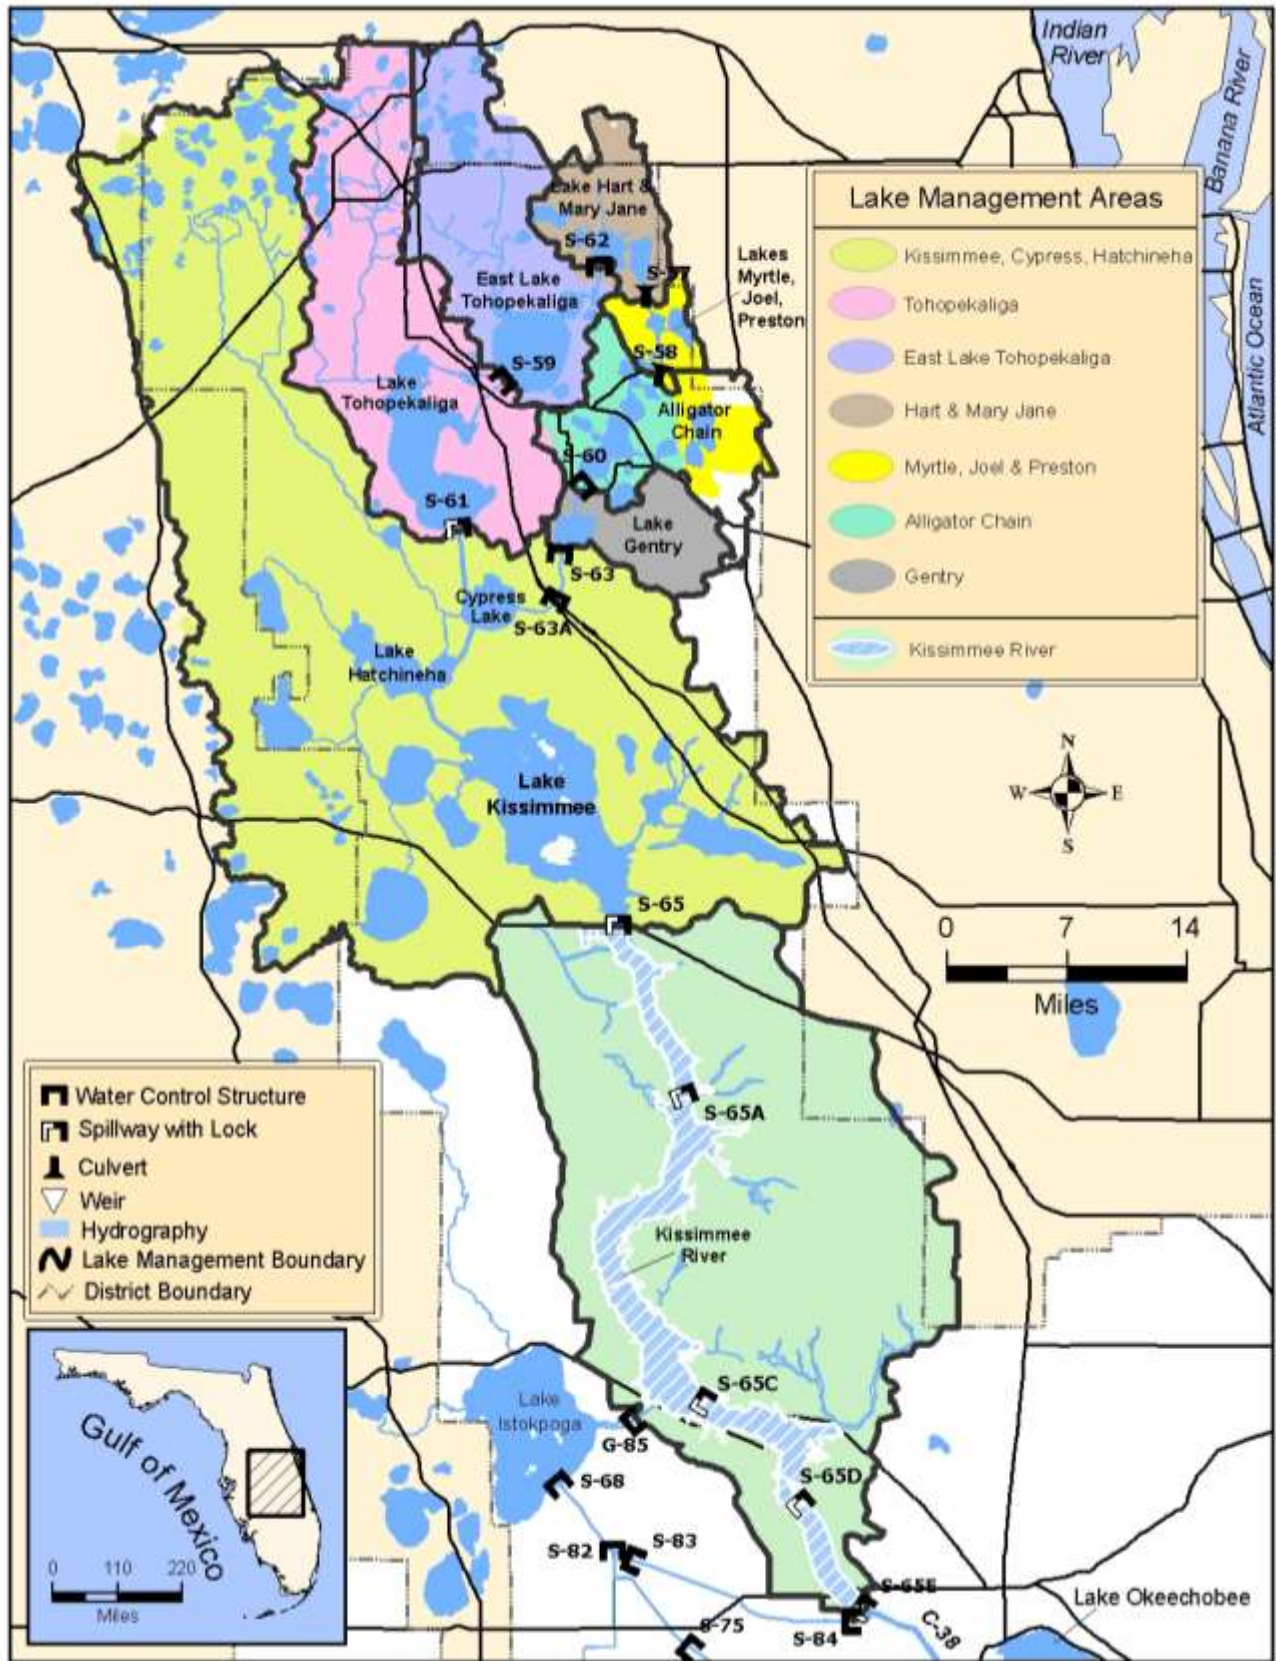 Indian
River
Banana River
Atlantic Ocean
Lake Management Areas
Kissimmee, Cypress, Hatchineha
Tohopekaliga
East Lake Tohopekaliga
Hart & Mary Jane
Myrtle, Joel & Preston
Alligator Chain
Gentry
Kissimmee River
Lake Hart &
Mary Jane
S-62
S-57
Lakes
Myrtle,
Joel,
Preston
East Lake
Tohopekaliga
S-59
S-58
Lake
Tohopekaliga
Alligator
Chain
S-60
S-61
Lake
Gentry
S-63
Cypress
Lake
S-63A
Lake
Hatchineha
Lake
Kissimmee
N
W
E
S
S-65
0 7 14
Miles
S-65A
Water Control Structure
Spillway with Lock
Culvert
Weir
Hydrography
Lake Management Boundary
District Boundary
Kissimmee
River
S-65C
Lake
Istokpoga
G-85
S-68
S-65D
S-82
S-83
S-65E
S-84
S-75
C-38
Lake Okeechobee
Gulf of Mexico
0 110 220
Miles